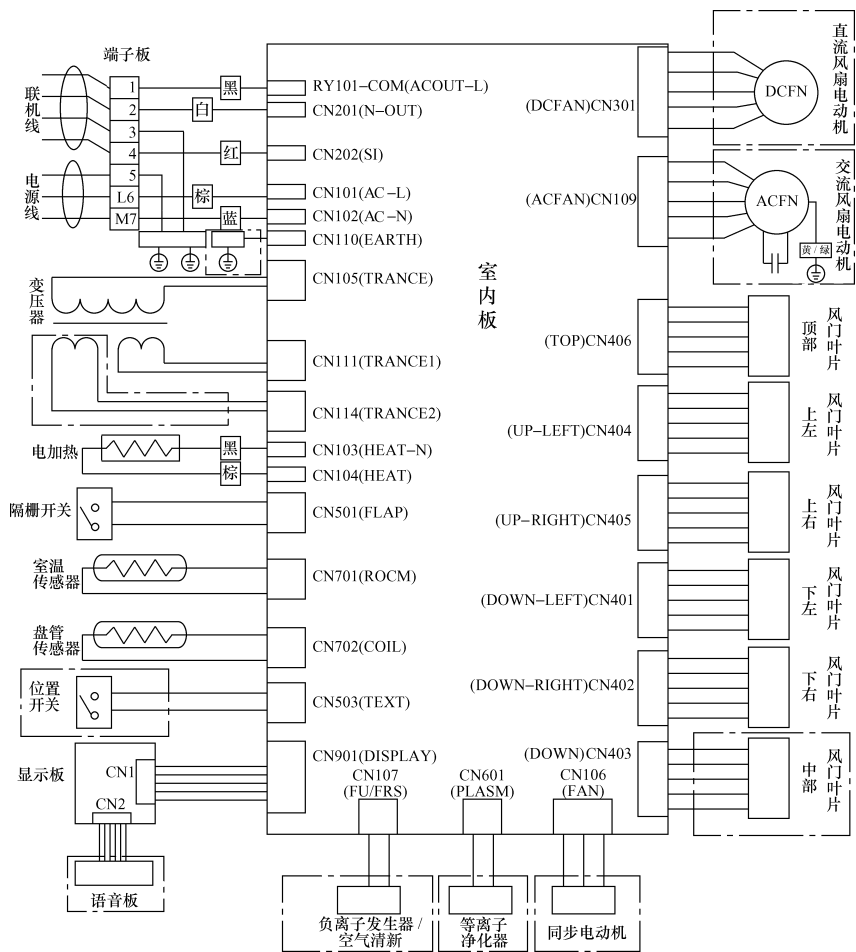 端子板
联机线
电源线
1
2
3
4
5
L6
M7
黑
白
红
棕
蓝
RY101-COM(ACOUT-L)
CN201(N-OUT)
CN202(SI)
CN101(AC-L)
CN102(AC-N)
CN110(EARTH)
CN105(TRANCE)
变压器
CN111(TRANCE1)
CN114(TRANCE2)
电加热
黑
棕
CN103(HEAT-N)
CN104(HEAT)
隔栅开关
CN501(FLAP)
室温
传感器
CN701(ROCM)
盘管
传感器
CN702(COIL)
位置
开关
CN503(TEXT)
显示板
CN1
CN2
CN901(DISPLAY)
语音板
室内板
(DCFAN)CN301
DCFN
直流风扇电动机
(ACFAN)CN109
ACFN
黄/绿
交流风扇电动机
(TOP)CN406
顶部
风门叶片
(UP-LEFT)CN404
上左
风门叶片
(UP-RIGHT)CN405
上右
风门叶片
(DOWN-LEFT)CN401
下左
风门叶片
(DOWN-RIGHT)CN402
下右
风门叶片
(DOWN)CN403
中部
风门叶片
CN107
(FU/FRS)
CN601
(PLASM)
CN106
(FAN)
负离子发生器/
空气清新
等离子
净化器
同步电动机